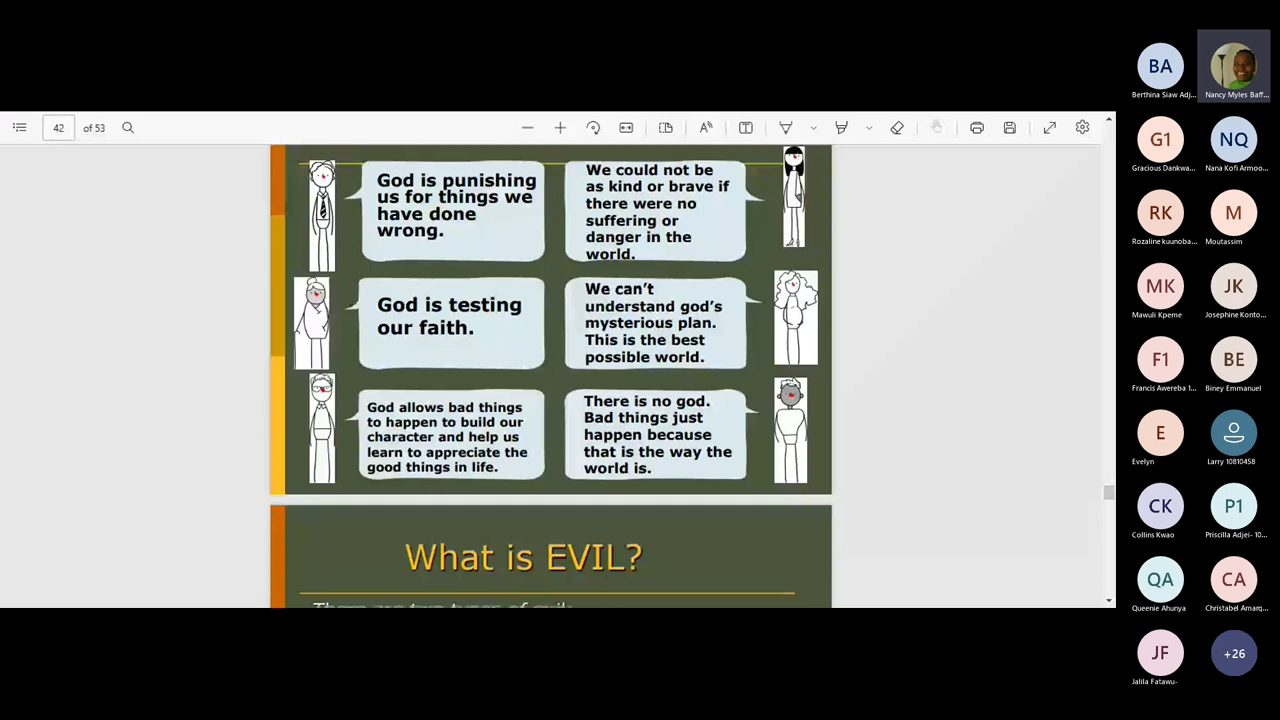 42 of 53
God is punishing
us for things we
have done
wrong.
We could not be
as kind or brave if
there were no
suffering or
danger in the
world.
God is testing
our faith.
We can't
understand god's
mysterious plan.
This is the best
possible world.
God allows bad things
to happen to build our
character and help us
learn to appreciate the
good things in life.
There is no god.
Bad things just
happen because
that is the way the
world is.
What is EVIL?
There are two types of evil:
BA
Berthina Siaw Adj...
Nancy Myles Baff...
G1
Gracious Dankwa...
NQ
Nana Kofi Armoo...
RK
Rozaline kuunoba...
M
Moutassim
MK
Mawuli Kpeme
JK
Josephine Konto...
F1
Francis Awereba 1...
BE
Biney Emmanuel
E
Evelyn
Larry 10810458
CK
Collins Kwao
P1
Priscilla Adjei- 10...
QA
Queenie Ahunya
CA
Christabel Amarq...
JF
Jalila Fatawu-
+26